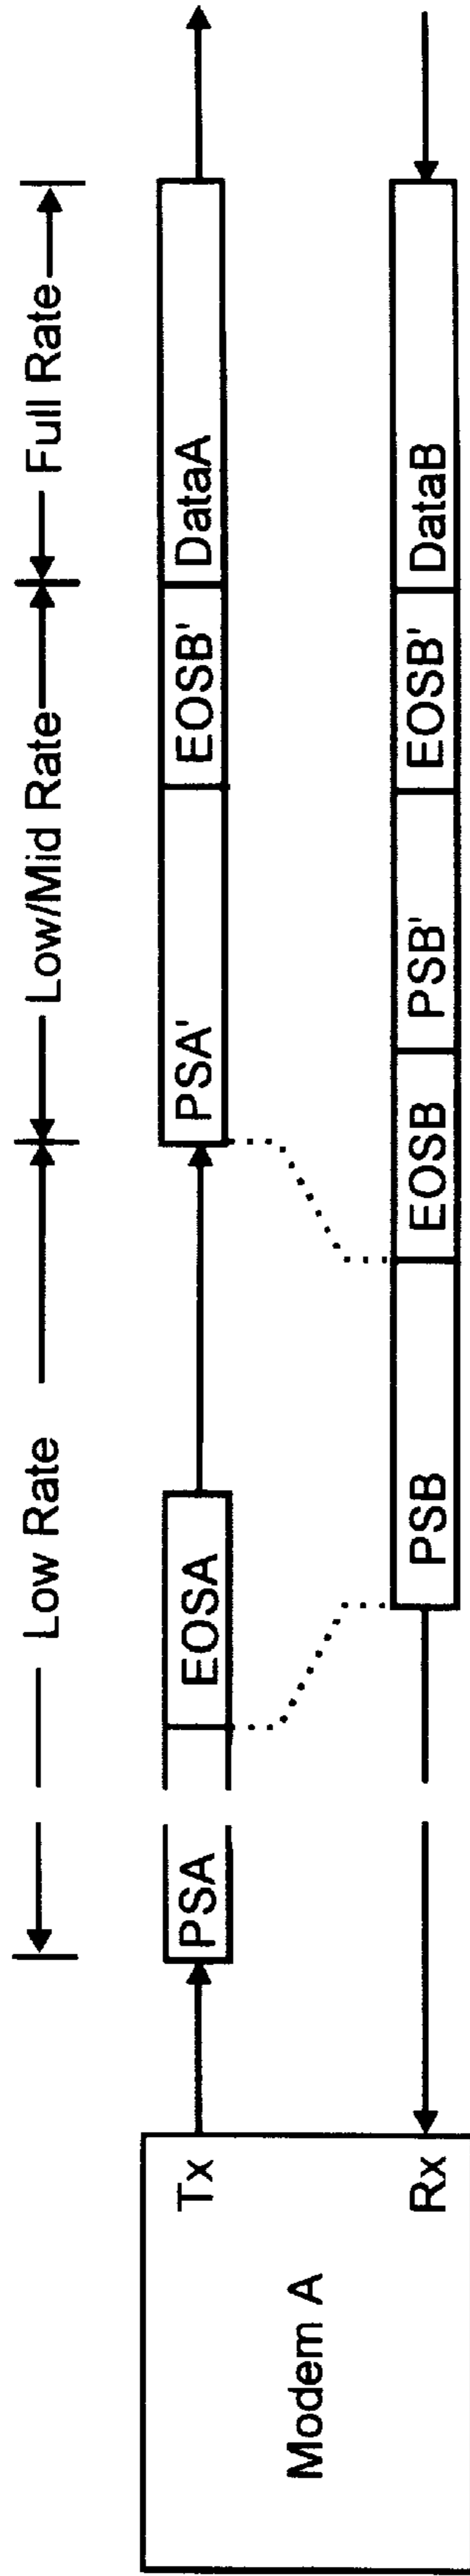 Low Rate
Low/Mid Rate
Full Rate
Modem A
Tx
PSA
EOSA
PSA'
EOSB'
DataA
Rx
PSB
EOSB
PSB'
EOSB'
DataB